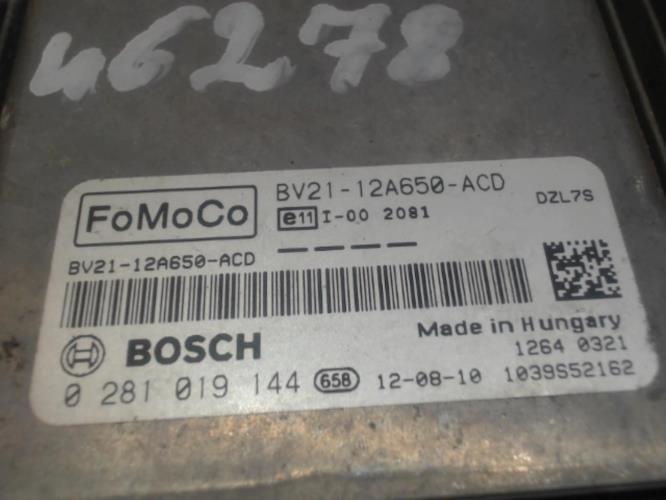 46278
FoMoCo
BV21-12A650-ACD
DZL7S
e11 I-00 2081
BV21-12A650-ACD
BOSCH
Made in Hungary
1264 0321
0 281 019 144 658 12-08-10 1039S52162